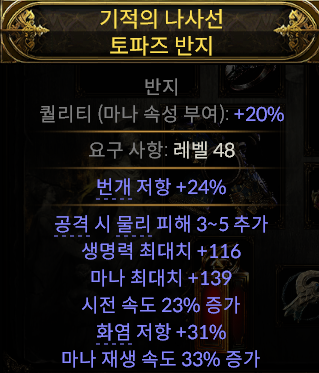 기적의 나사선
토파즈 반지
반지
퀄리티 (마나 속성 부여): +20%
요구 사항: 레벨 48
번개 저항 +24%
공격 시 물리 피해 3~5 추가
생명력 최대치 +116
마나 최대치 +139
시전 속도 23% 증가
화염 저항 +31%
마나 재생 속도 33% 증가